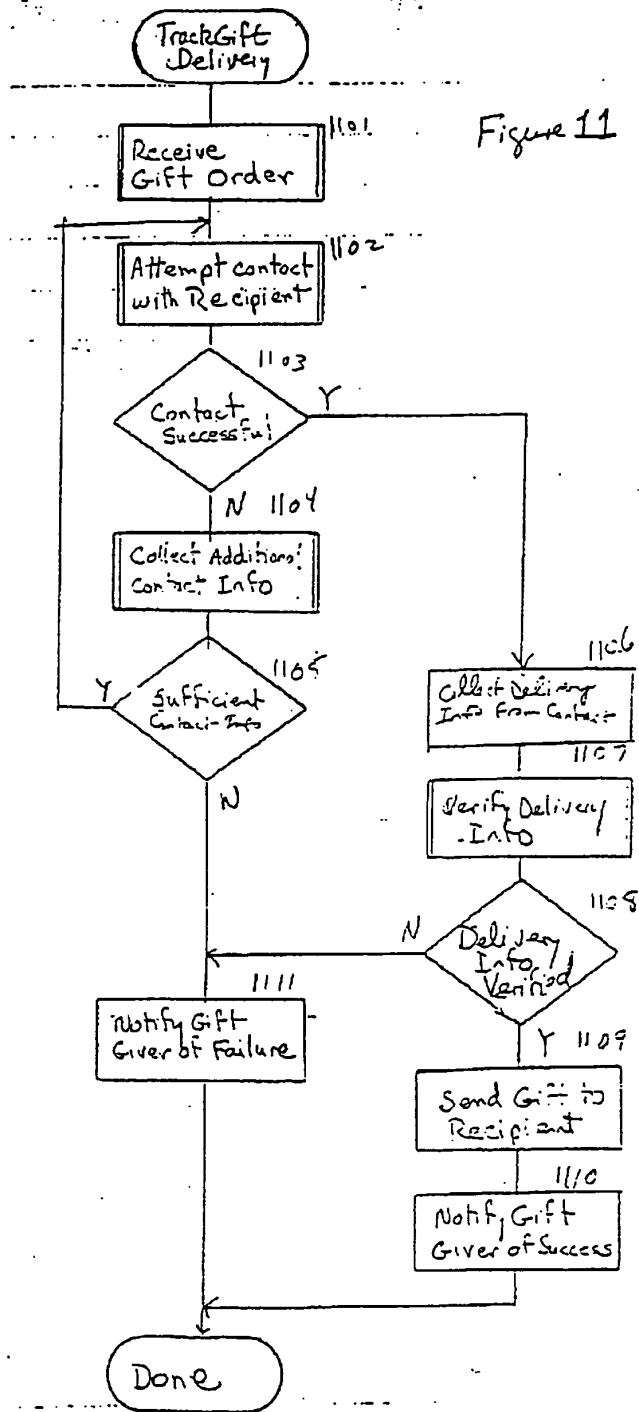 TrackGift
Delivery
Figure 11
1101
Receive
Gift Order
1102
Attempt contact
with Recipient
1103
Contact
Successful
Y
N 1104
Collect Additional
Contact Info
1105
Y
Sufficient
Contact Info
N
1106
Collect Delivery
Info from Contact
1107
Verify Delivery
Info
1108
Delivery
Info
Verified
N
1111
Notify Gift
Giver of Failure
Y 1109
Send Gift to
Recipient
1110
Notify Gift
Giver of Success
Done